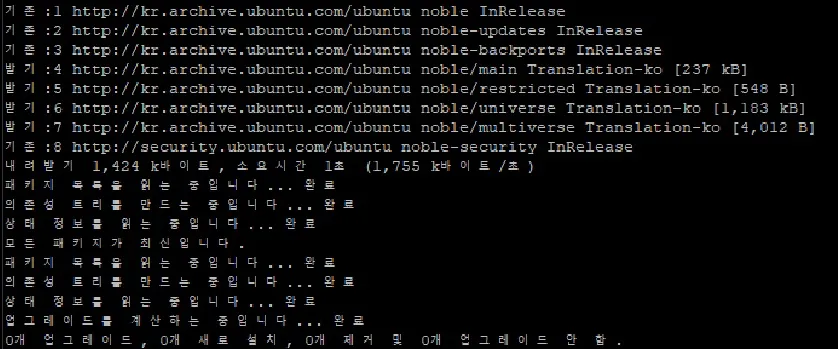 기존:1 http://kr.archive.ubuntu.com/ubuntu noble InRelease
기존:2 http://kr.archive.ubuntu.com/ubuntu noble-updates InRelease
기존:3 http://kr.archive.ubuntu.com/ubuntu noble-backports InRelease
받기:4 http://kr.archive.ubuntu.com/ubuntu noble/main Translation-ko [237 kB]
받기:5 http://kr.archive.ubuntu.com/ubuntu noble/restricted Translation-ko [548 B]
받기:6 http://kr.archive.ubuntu.com/ubuntu noble/universe Translation-ko [1,183 kB]
받기:7 http://kr.archive.ubuntu.com/ubuntu noble/multiverse Translation-ko [4,012 B]
기존:8 http://security.ubuntu.com/ubuntu noble-security InRelease
내려받기 1,424 k바이트, 소요시간 1초 (1,755 k바이트/초)
패키지 목록을 읽는 중입니다... 완료
의존성 트리를 만드는 중입니다... 완료
상태 정보를 읽는 중입니다... 완료
모든 패키지가 최신입니다.
패키지 목록을 읽는 중입니다... 완료
의존성 트리를 만드는 중입니다... 완료
상태 정보를 읽는 중입니다... 완료
업그레이드를 계산하는 중입니다... 완료
0개 업그레이드, 0개 새로 설치, 0개 제거 및 0개 업그레이드 안 함.